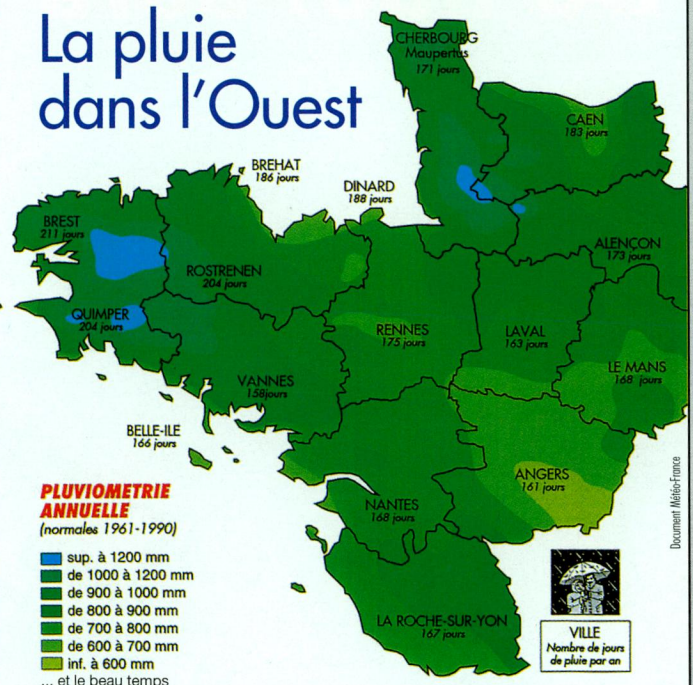 La pluie
dans l'Ouest
CHERBOURG
Maupertus
171 jours
CAEN
183 jours
BREHAT
186 jours
DINARD
188 jours
BREST
211 jours
ROSTRENEN
204 jours
ALENÇON
173 jours
QUIMPER
204 jours
RENNES
175 jours
LAVAL
163 jours
LE MANS
168 jours
VANNES
158jours
BELLE-ILE
166 jours
ANGERS
161 jours
NANTES
168 jours
LA ROCHE-SUR-YON
167 jours
PLUVIOMETRIE
ANNUELLE
(normales 1961-1990)
sup. à 1200 mm
de 1000 à 1200 mm
de 900 à 1000 mm
de 800 à 900 mm
de 700 à 800 mm
de 600 à 700 mm
inf. à 600 mm
... et le beau temps
VILLE
Nombre de jours
de pluie par an
Document Météo-France